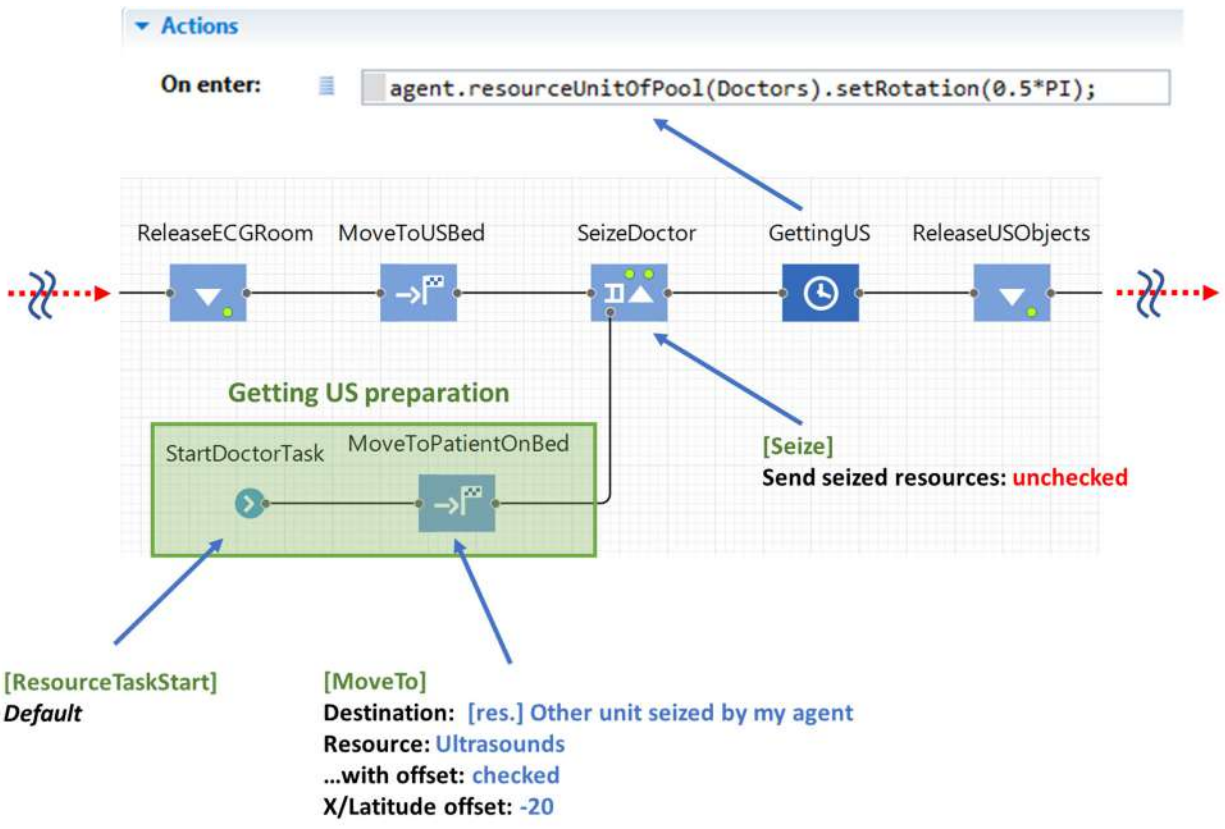 Actions
On enter:
agent.resourceUnitOfPool(Doctors).setRotation(0.5*PI);
ReleaseECGRoom MoveToUSBed SeizeDoctor GettingUS ReleaseUSObjects
Getting US preparation
StartDoctorTask MoveToPatientOnBed
[Seize]
Send seized resources: unchecked
[ResourceTaskStart]
Default
[MoveTo]
Destination: [res.] Other unit seized by my agent
Resource: Ultrasounds
...with offset: checked
X/Latitude offset: -20